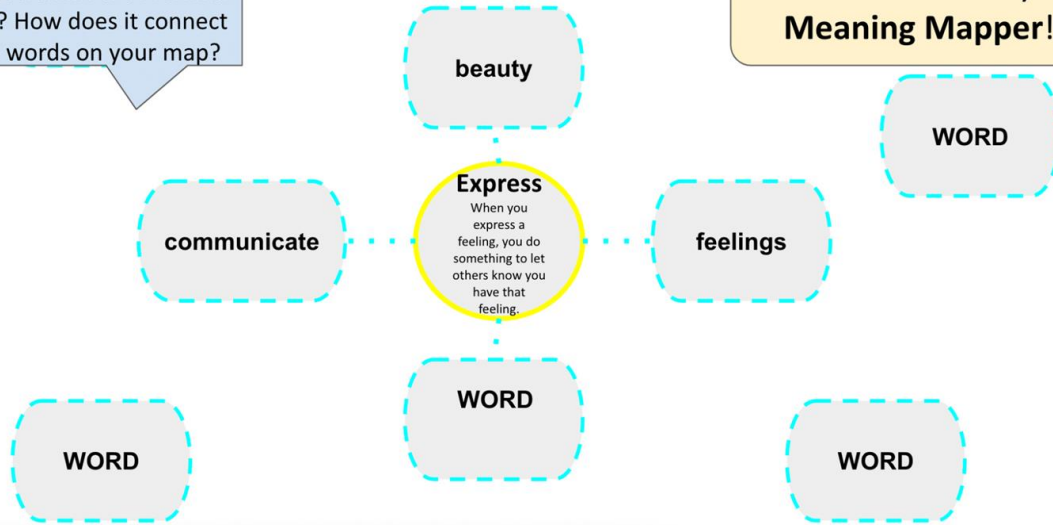 ? How does it connect
words on your map?
Meaning Mapper!
beauty
WORD
Express
When you
express a
feeling, you do
something to let
others know you
have that
feeling.
communicate
feelings
WORD
WORD
WORD